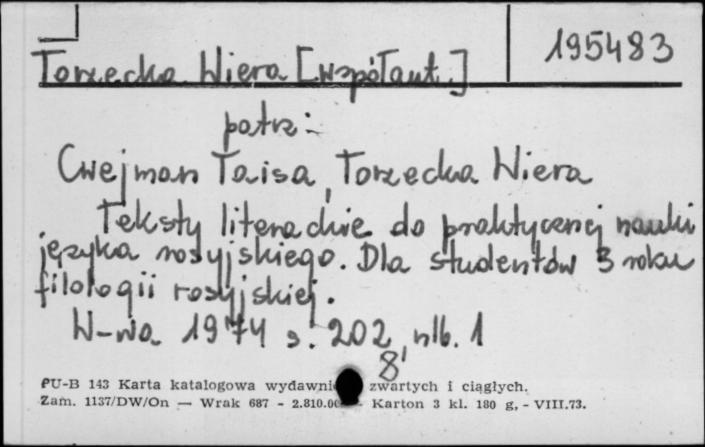 Torzecka Wiera [współaut.]
195483
patrz:
Cwejman Taisa, Torzecka Wiera
Teksty literackie do praktycznej nauki
języka rosyjskiego. Dla studentów 3 roku
filologii rosyjskiej.
W-wa 1974 s. 202, nlb. 1
8°
PU-B 143 Karta katalogowa wydawni zwartych i ciągłych.
Zam. 1137/DW/On — Wrak 687 - 2.810.00 - Karton 3 kl. 180 g. - VIII.73.